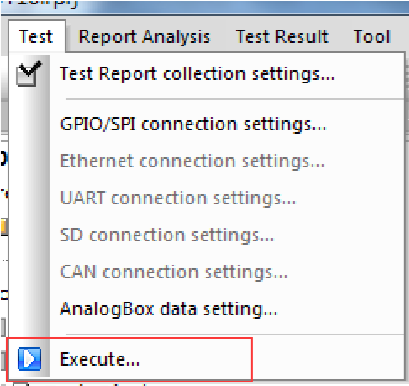 Test Report Analysis Test Result Tool
Test Report collection settings...
GPIO/SPI connection settings...
Ethernet connection settings...
UART connection settings...
SD connection settings...
CAN connection settings...
AnalogBox data setting...
Execute...